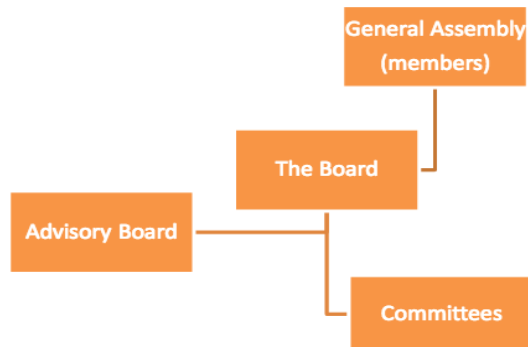 General Assembly
(members)
The Board
Advisory Board
Committees